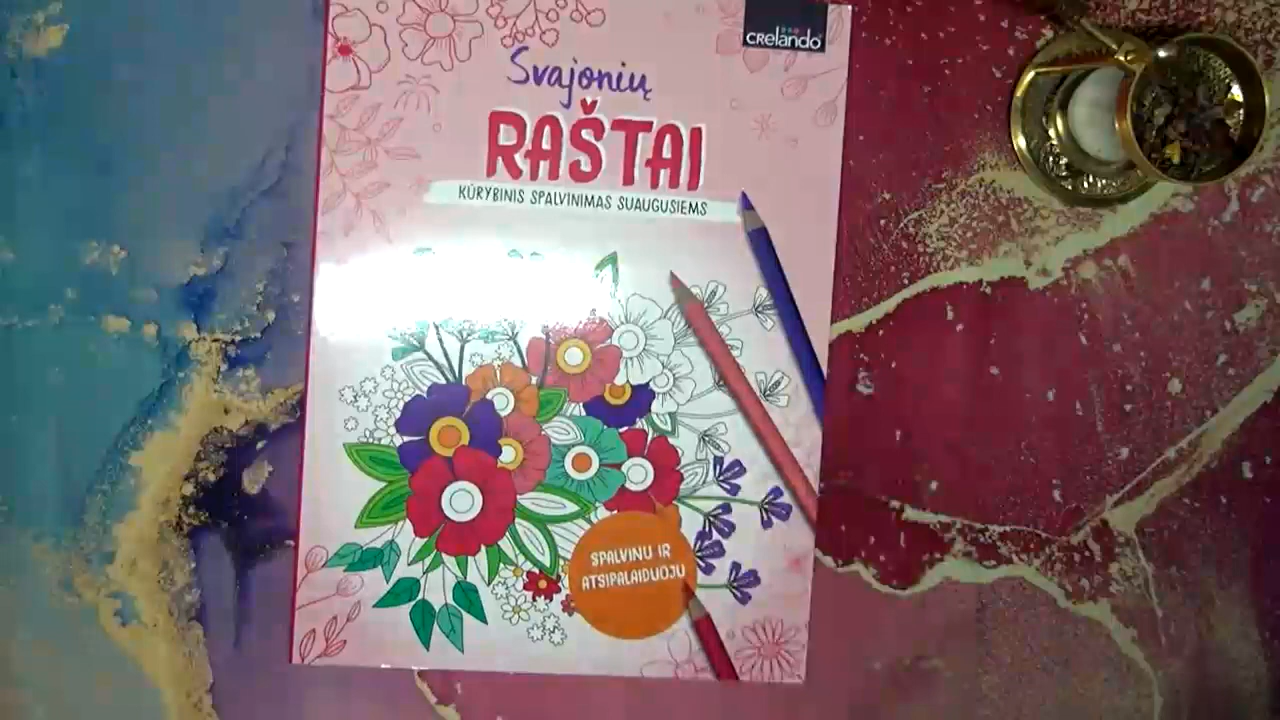 crelando
Svajonių
RAŠTAI
KŪRYBINIS SPALVINIMAS SUAUGUSIEMS
SPALVINU IR
ATSIPALAIDUOJU